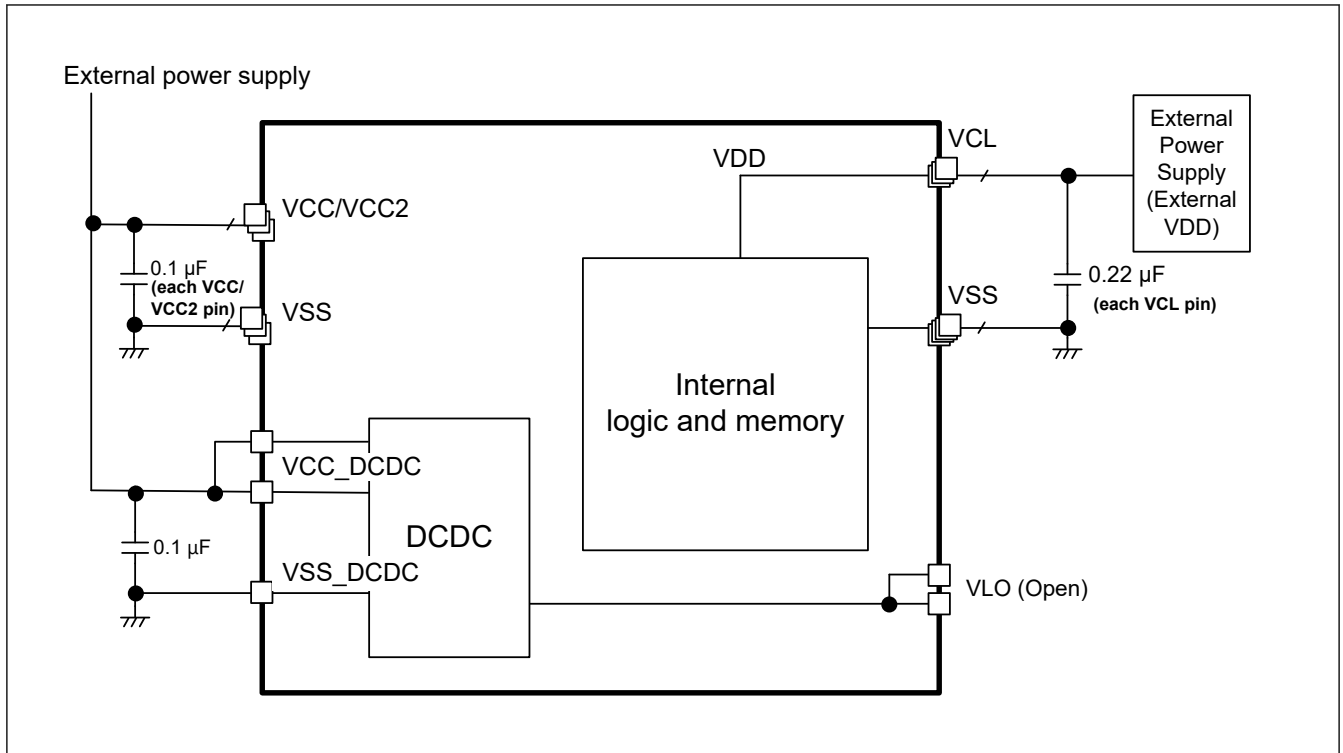 External power supply
VCC/VCC2
0.1 µF
(each VCC/
VCC2 pin)
VSS
VCC_DCDC
0.1 µF
VSS_DCDC
DCDC
VDD
Internal
logic and memory
VCL
External
Power
Supply
(External
VDD)
0.22 µF
(each VCL pin)
VSS
VLO (Open)